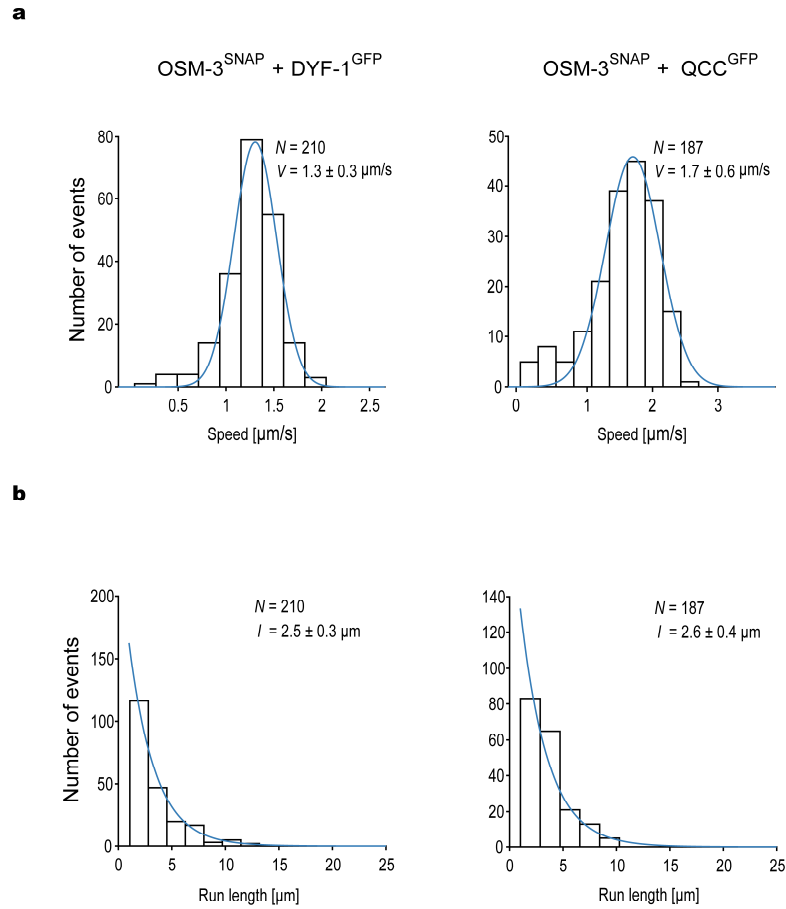 a
OSM-3SNAP + DYF-1GFP
OSM-3SNAP + QCCGFP
80
60
40
20
0
Number of events
N = 210
V = 1.3 ± 0.3 µm/s
0.5 1 1.5 2 2.5
Speed [µm/s]
50
40
30
20
10
0
N = 187
V = 1.7 ± 0.6 µm/s
0 1 2 3
Speed [µm/s]
b
200
150
100
50
0
Number of events
N = 210
l = 2.5 ± 0.3 µm
0 5 10 15 20 25
Run length [µm]
140
120
100
80
60
40
20
0
N = 187
l = 2.6 ± 0.4 µm
0 5 10 15 20 25
Run length [µm]